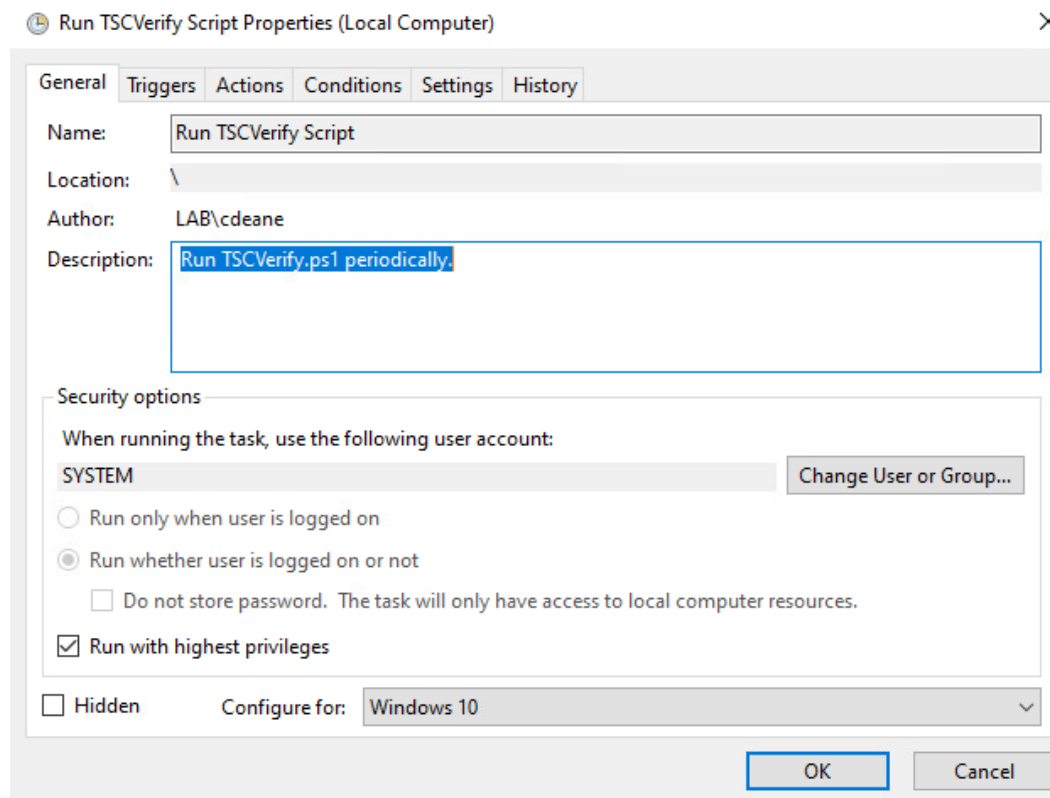 Run TSCVerify Script Properties (Local Computer)
General Triggers Actions Conditions Settings History
Name: Run TSCVerify Script
Location: \
Author: LAB\cdeane
Description: Run TSCVerify.ps1 periodically.
Security options
When running the task, use the following user account:
SYSTEM Change User or Group...
Run only when user is logged on
Run whether user is logged on or not
Do not store password.  The task will only have access to local computer resources.
Run with highest privileges
Hidden Configure for: Windows 10
OK Cancel